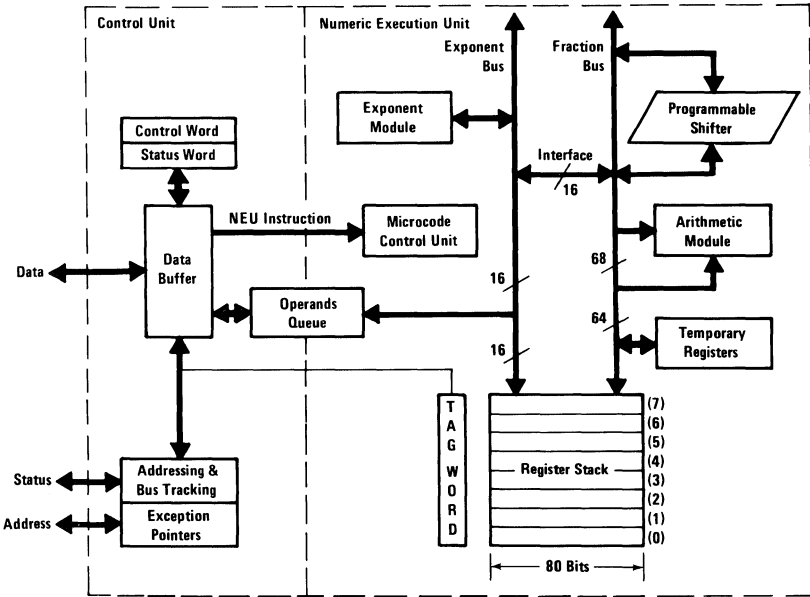 Control Unit
Numeric Execution Unit
Exponent
Bus
Fraction
Bus
Exponent
Module
Programmable
Shifter
Control Word
Status Word
Interface
16
NEU Instruction
Microcode
Control Unit
Arithmetic
Module
Data
Data
Buffer
68
16
Operands
Queue
64
16
Temporary
Registers
TAG WORD
Register Stack
(7)
(6)
(5)
(4)
(3)
(2)
(1)
(0)
Status
Addressing &
Bus Tracking
Address
Exception
Pointers
80 Bits